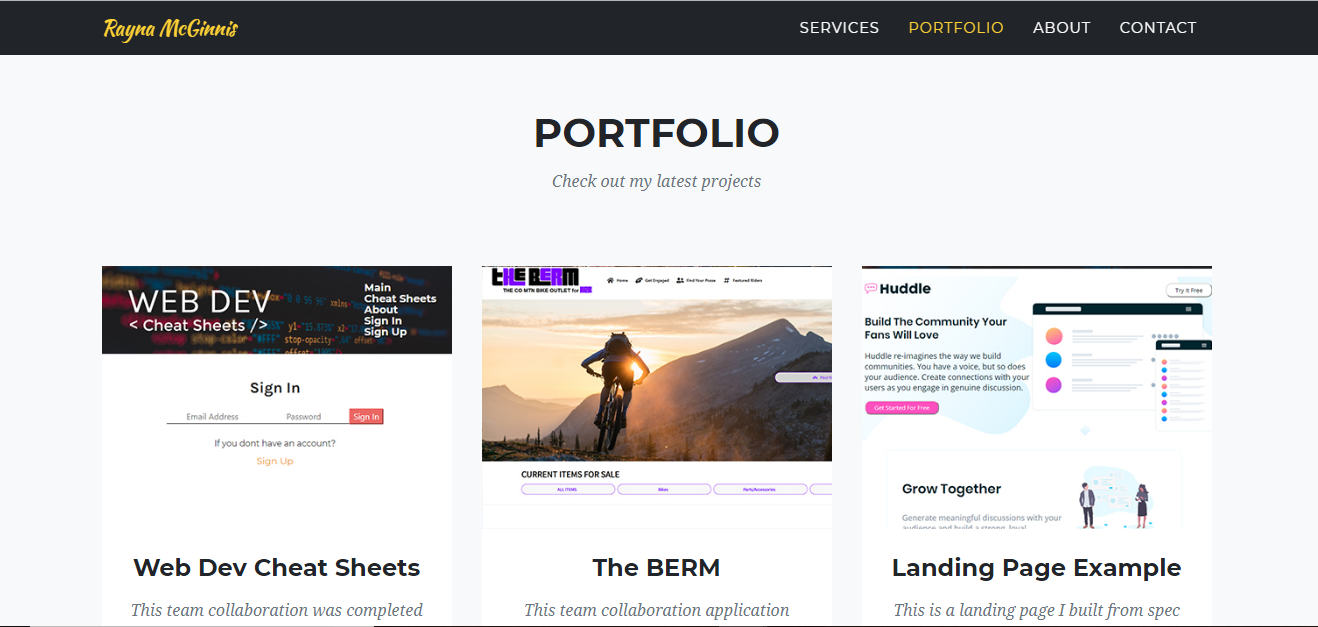 Rayna McGinnis
SERVICES PORTFOLIO ABOUT CONTACT
PORTFOLIO
Check out my latest projects
WEB DEV
< Cheat Sheets />
Main
Cheat Sheets
About
Sign In
Sign Up
Sign In
Email Address Password Sign In
If you dont have an account?
Sign Up
Web Dev Cheat Sheets
This team collaboration was completed
THE BERM
THE CO MTN BIKE OUTLET for
Home Get Engaged Find Your Posse Featured Riders
CURRENT ITEMS FOR SALE
ALL ITEMS Bikes Parts/Accessories
The BERM
This team collaboration application
Huddle
Try It Free
Build The Community Your
Fans Will Love
Huddle re-imagines the way we build
communities. You have a voice, but so does
your audience. Create connections with your
users as you engage in genuine discussion.
Get Started For Free
Grow Together
Generate meaningful discussions with your
audience and build a strong, loyal
Landing Page Example
This is a landing page I built from spec